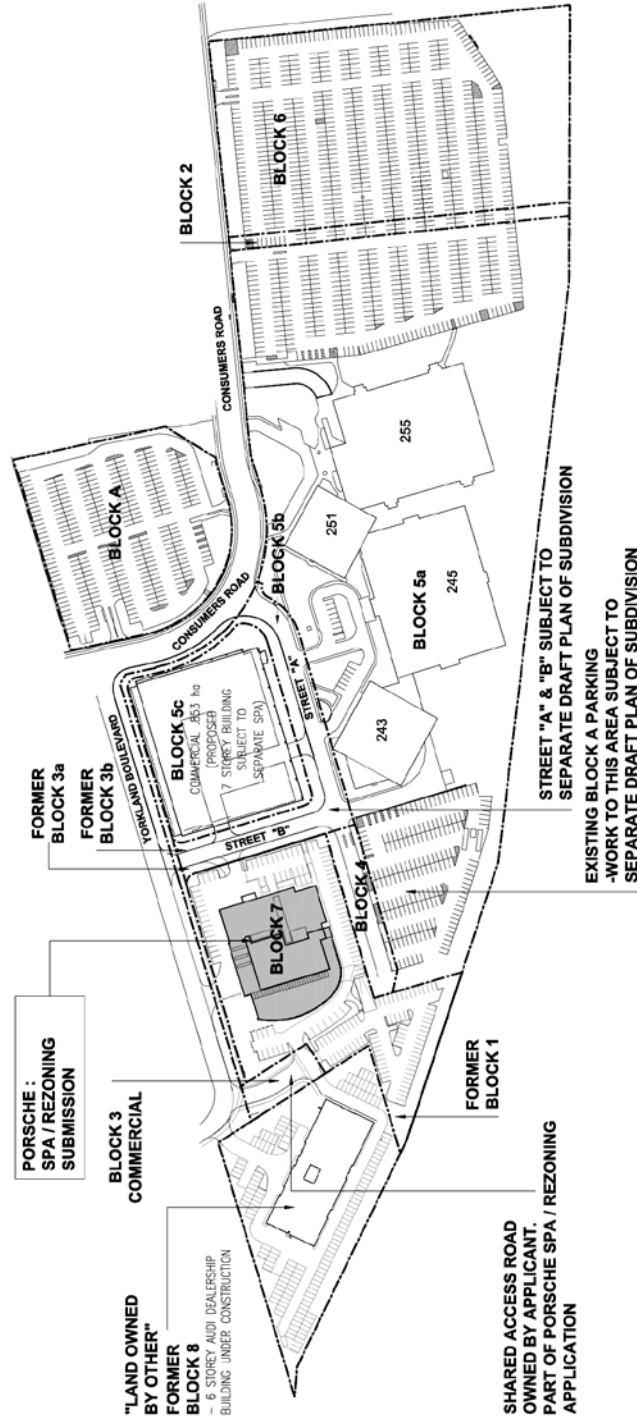 PORSCHE :
SPA / REZONING
SUBMISSION
BLOCK 3
COMMERCIAL
"LAND OWNED
BY OTHER"
FORMER
BLOCK 8
- 6 STOREY AUDI DEALERSHIP
BUILDING UNDER CONSTRUCTION
FORMER
BLOCK 3a
FORMER
BLOCK 3b
YORKLAND BOULEVARD
BLOCK 5c
COMMERCIAL .853 ha
(PROPOSED
7 STOREY BUILDING
SUBJECT TO
SEPARATE SPA)
STREET "B"
STREET "A"
BLOCK 7
BLOCK 4
BLOCK A
CONSUMERS ROAD
CONSUMERS ROAD
BLOCK 2
BLOCK 6
BLOCK 5b
251
255
BLOCK 5a
245
243
FORMER
BLOCK 1
SHARED ACCESS ROAD
OWNED BY APPLICANT.
PART OF PORSCHE SPA / REZONING
APPLICATION
STREET "A" & "B" SUBJECT TO
SEPARATE DRAFT PLAN OF SUBDIVISION
EXISTING BLOCK A PARKING
-WORK TO THIS AREA SUBJECT TO
SEPARATE DRAFT PLAN OF SUBDIVISION